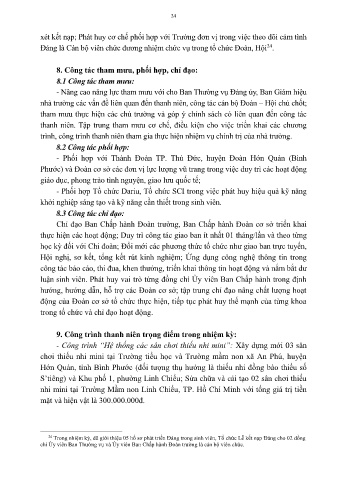 34
xét kết nạp; Phát huy cơ chế phối hợp với Trưởng đơn vị trong việc theo dõi cảm tình
Đảng là Cán bộ viên chức đương nhiệm chức vụ trong tổ chức Đoàn, Hội34.
8. Công tác tham mưu, phối hợp, chỉ đạo:
8.1 Công tác tham mưu:
- Nâng cao năng lực tham mưu với cho Ban Thường vụ Đảng ủy, Ban Giám hiệu
nhà trường các vấn đề liên quan đến thanh niên, công tác cán bộ Đoàn – Hội chủ chốt;
tham mưu thực hiện các chủ trương và góp ý chính sách có liên quan đến công tác
thanh niên. Tập trung tham mưu cơ chế, điều kiện cho việc triển khai các chương
trình, công trình thanh niên tham gia thực hiện nhiệm vụ chính trị của nhà trường.
8.2 Công tác phối hợp:
- Phối hợp với Thành Đoàn TP. Thủ Đức, huyện Đoàn Hớn Quản (Bình
Phước) và Đoàn cơ sở các đơn vị lực lượng vũ trang trong việc duy trì các hoạt động
giáo dục, phong trào tình nguyện, giao lưu quốc tế;
- Phối hợp Tổ chức Dariu, Tổ chức SCI trong việc phát huy hiệu quả kỹ năng
khởi nghiệp sáng tạo và kỹ năng cần thiết trong sinh viên.
8.3 Công tác chỉ đạo:
Chỉ đạo Ban Chấp hành Đoàn trường, Ban Chấp hành Đoàn cơ sở triển khai
thực hiện các hoạt động; Duy trì công tác giao ban ít nhất 01 tháng/lần và theo từng
học kỳ đối với Chi đoàn; Đổi mới các phương thức tổ chức như giao ban trực tuyến,
Hội nghị, sơ kết, tổng kết rút kinh nghiệm; Ứng dụng công nghệ thông tin trong
công tác báo cáo, thi đua, khen thưởng, triển khai thông tin hoạt động và nắm bắt dư
luận sinh viên. Phát huy vai trò từng đồng chí Ủy viên Ban Chấp hành trong định
hướng, hướng dẫn, hỗ trợ các Đoàn cơ sở; tập trung chỉ đạo nâng chất lượng hoạt
động của Đoàn cơ sở tổ chức thực hiện, tiếp tục phát huy thế mạnh của từng khoa
trong tổ chức và chỉ đạo hoạt động.
9. Công trình thanh niên trọng điểm trong nhiệm kỳ:
- Công trình “Hệ thống các sân chơi thiếu nhi mini”: Xây dựng mới 03 sân
chơi thiếu nhi mini tại Trường tiểu học và Trường mầm non xã An Phú, huyện
Hớn Quản, tỉnh Bình Phước (đối tượng thụ hưởng là thiếu nhi đồng bào thiểu số
S’tiêng) và Khu phố 1, phường Linh Chiểu; Sửa chữa và cải tạo 02 sân chơi thiếu
nhi mini tại Trường Mầm non Linh Chiểu, TP. Hồ Chí Minh với tổng giá trị tiền
mặt và hiện vật là 300.000.000đ.
34 Trong nhiệm kỳ, đã giới thiệu 05 hồ sơ phát triển Đảng trong sinh viên, Tổ chức Lễ kết nạp Đảng cho 02 đồng
chí Ủy viên Ban Thường vụ và Ủy viên Ban Chấp hành Đoàn trường là cán bộ viên chức.